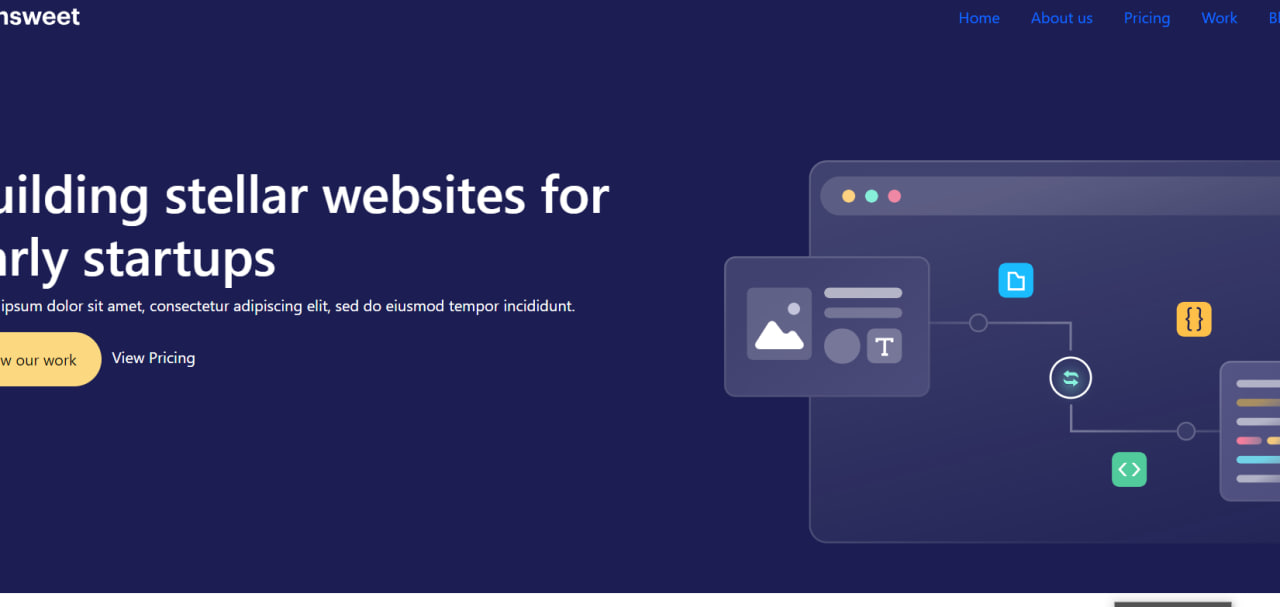 nsweet
Home About us Pricing Work Bl
uilding stellar websites for
arly startups
ipsum dolor sit amet, consectetur adipiscing elit, sed do eiusmod tempor incididunt.
w our work View Pricing
T
{ }
< >